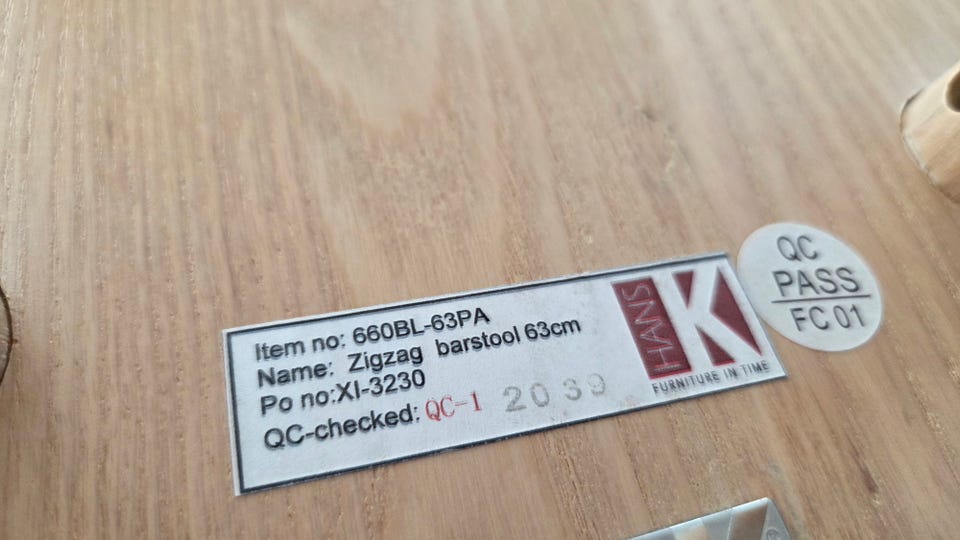 Item no: 660BL-63PA
Name: Zigzag barstool 63cm
Po no:XI-3230
QC-checked: QC-1 2039
HANS
K
FURNITURE IN TIME
QC
PASS
FC 01